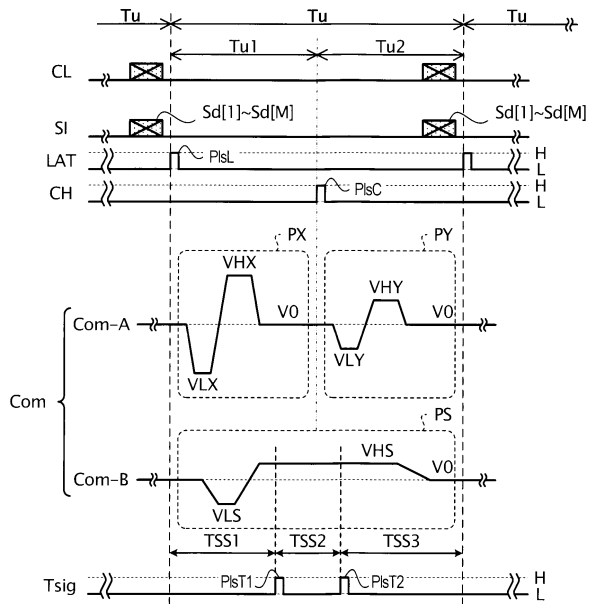 Tu Tu Tu
Tu1 Tu2
CL
SI Sd[1]~Sd[M] Sd[1]~Sd[M]
LAT PlsL H
L
CH PlsC H
L
PX PY
VHX VHY
Com-A V0 V0
VLX VLY
Com
PS
VHS
Com-B V0
VLS
TSS1 TSS2 TSS3
Tsig PlsT1 PlsT2 H
L